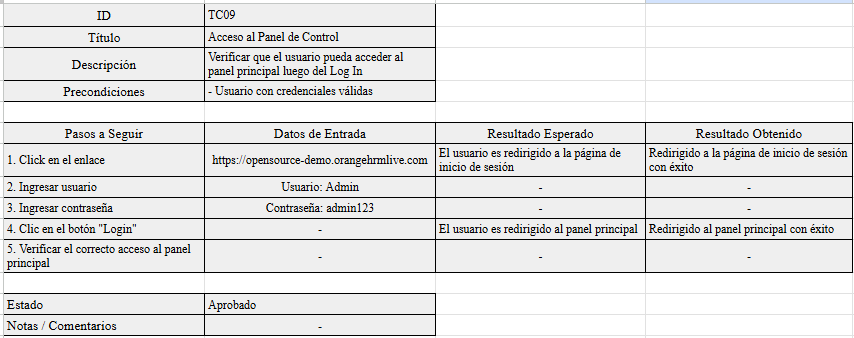 ID TC09
Título Acceso al Panel de Control
Descripción Verificar que el usuario pueda acceder al
panel principal luego del Log In
Precondiciones - Usuario con credenciales válidas
Pasos a Seguir Datos de Entrada Resultado Esperado Resultado Obtenido
1. Click en el enlace https://opensource-demo.orangehrmlive.com El usuario es redirigido a la página de
inicio de sesión Redirigido a la página de inicio de sesión
con éxito
2. Ingresar usuario Usuario: Admin - -
3. Ingresar contraseña Contraseña: admin123 - -
4. Clic en el botón "Login" - El usuario es redirigido al panel principal Redirigido al panel principal con éxito
5. Verificar el correcto acceso al panel
principal - - -
Estado Aprobado
Notas / Comentarios -